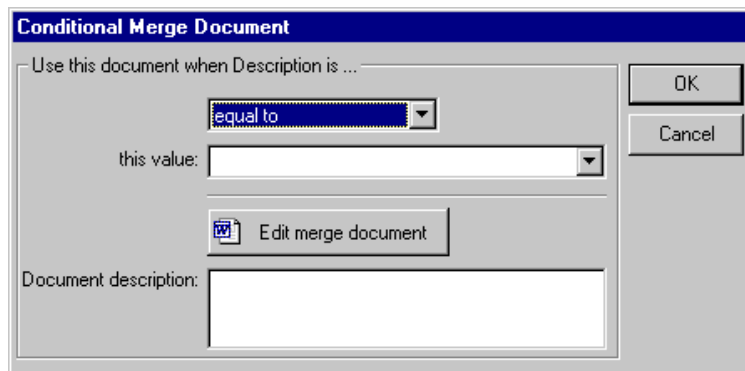 Conditional Merge Document
Use this document when Description is ...
OK
equal to
Cancel
this value:
Edit merge document
Document description: